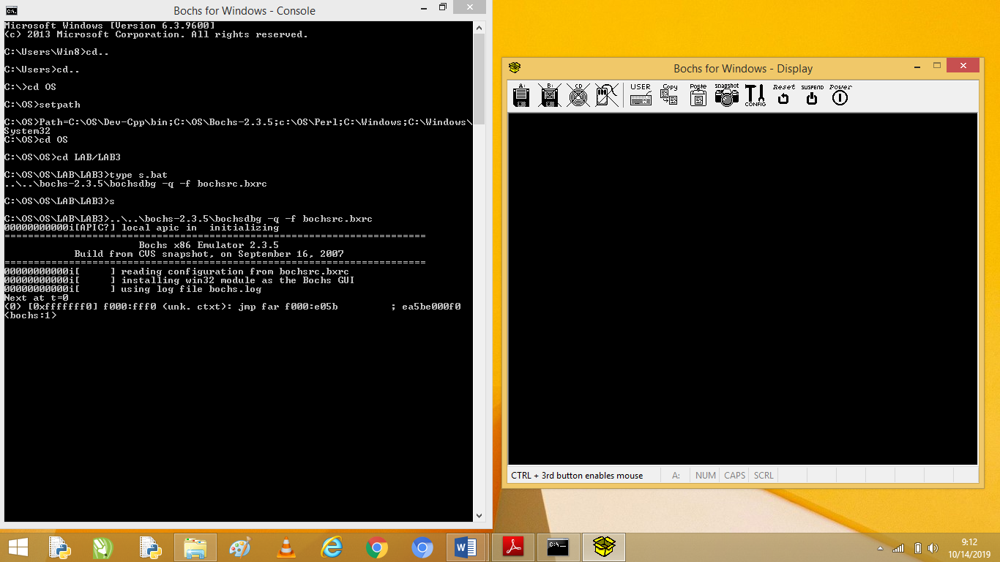 Bochs for Windows - Console
Microsoft Windows [Version 6.3.9600]
(c) 2013 Microsoft Corporation. All rights reserved.
C:\Users\Win8>cd..
C:\Users>cd..
C:\>cd OS
C:\OS>setpath
C:\OS>Path=C:\OS\Dev-Cpp\bin;C:\OS\Bochs-2.3.5;c:\OS\Perl;C:\Windows;C:\Windows\
System32
C:\OS>cd OS
C:\OS\OS>cd LAB/LAB3
C:\OS\OS\LAB\LAB3>type s.bat
..\..\bochs-2.3.5\bochsdbg -q -f bochsrc.bxrc
C:\OS\OS\LAB\LAB3>s
C:\OS\OS\LAB\LAB3>..\..\bochs-2.3.5\bochsdbg -q -f bochsrc.bxrc
00000000000i[APIC?] local apic in  initializing
========================================================================
Bochs x86 Emulator 2.3.5
Build from CVS snapshot, on September 16, 2007
========================================================================
00000000000i[     ] reading configuration from bochsrc.bxrc
00000000000i[     ] installing win32 module as the Bochs GUI
00000000000i[     ] using log file bochs.log
Next at t=0
(0) [0xfffffff0] f000:fff0 (unk. ctxt): jmp far f000:e05b         ; ea5be000f0
<bochs:1>
Bochs for Windows - Display
A: B: CD USER Copy Paste Snapshot CONFIG Reset SUSPEND Power
CTRL + 3rd button enables mouse A: NUM CAPS SCRL
9:12
10/14/2019